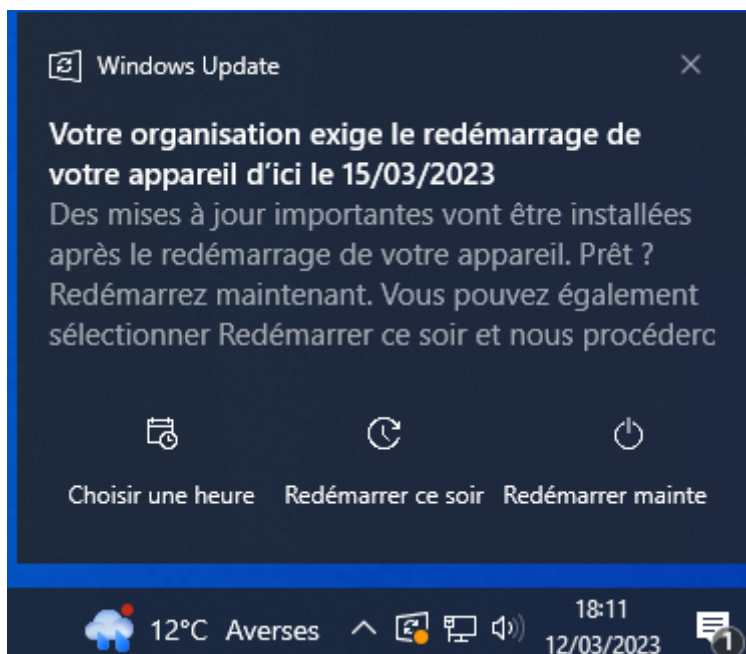 Windows Update
Votre organisation exige le redémarrage de
votre appareil d'ici le 15/03/2023
Des mises à jour importantes vont être installées
après le redémarrage de votre appareil. Prêt ?
Redémarrez maintenant. Vous pouvez également
sélectionner Redémarrer ce soir et nous procéderc
Choisir une heure Redémarrer ce soir Redémarrer mainte
12°C Averses 18:11
12/03/2023
1